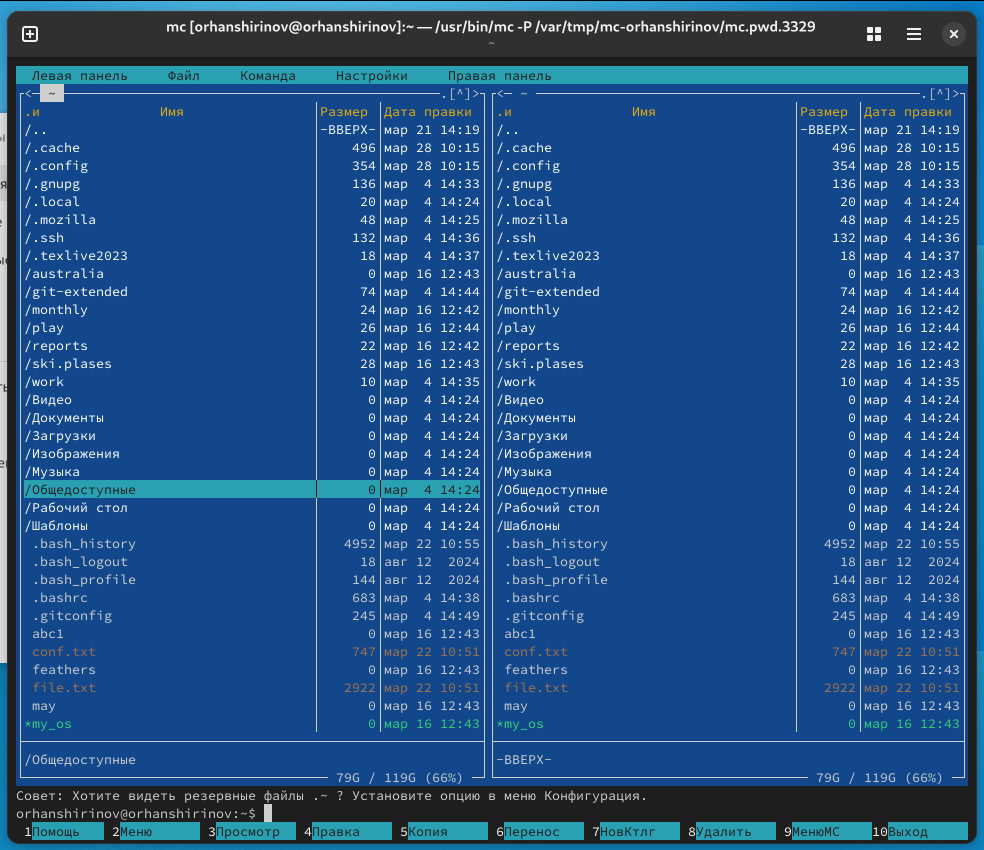 mc [orhanshirinov@orhanshirinov]:~ — /usr/bin/mc -P /var/tmp/mc-orhanshirinov/mc.pwd.3329
~
Левая панель Файл Команда Настройки Правая панель
<─ ~ .[^]> <─ ~ .[^]>
.и Имя Размер Дата правки .и Имя Размер Дата правки
/.. -ВВЕРХ- мар 21 14:19 /.. -ВВЕРХ- мар 21 14:19
/.cache 496 мар 28 10:15 /.cache 496 мар 28 10:15
/.config 354 мар 28 10:15 /.config 354 мар 28 10:15
/.gnupg 136 мар 4 14:33 /.gnupg 136 мар 4 14:33
/.local 20 мар 4 14:24 /.local 20 мар 4 14:24
/.mozilla 48 мар 4 14:25 /.mozilla 48 мар 4 14:25
/.ssh 132 мар 4 14:36 /.ssh 132 мар 4 14:36
/.texlive2023 18 мар 4 14:37 /.texlive2023 18 мар 4 14:37
/australia 0 мар 16 12:43 /australia 0 мар 16 12:43
/git-extended 74 мар 4 14:44 /git-extended 74 мар 4 14:44
/monthly 24 мар 16 12:42 /monthly 24 мар 16 12:42
/play 26 мар 16 12:44 /play 26 мар 16 12:44
/reports 22 мар 16 12:42 /reports 22 мар 16 12:42
/ski.plases 28 мар 16 12:43 /ski.plases 28 мар 16 12:43
/work 10 мар 4 14:35 /work 10 мар 4 14:35
/Видео 0 мар 4 14:24 /Видео 0 мар 4 14:24
/Документы 0 мар 4 14:24 /Документы 0 мар 4 14:24
/Загрузки 0 мар 4 14:24 /Загрузки 0 мар 4 14:24
/Изображения 0 мар 4 14:24 /Изображения 0 мар 4 14:24
/Музыка 0 мар 4 14:24 /Музыка 0 мар 4 14:24
/Общедоступные 0 мар 4 14:24 /Общедоступные 0 мар 4 14:24
/Рабочий стол 0 мар 4 14:24 /Рабочий стол 0 мар 4 14:24
/Шаблоны 0 мар 4 14:24 /Шаблоны 0 мар 4 14:24
.bash_history 4952 мар 22 10:55 .bash_history 4952 мар 22 10:55
.bash_logout 18 авг 12 2024 .bash_logout 18 авг 12 2024
.bash_profile 144 авг 12 2024 .bash_profile 144 авг 12 2024
.bashrc 683 мар 4 14:38 .bashrc 683 мар 4 14:38
.gitconfig 245 мар 4 14:49 .gitconfig 245 мар 4 14:49
abc1 0 мар 16 12:43 abc1 0 мар 16 12:43
conf.txt 747 мар 22 10:51 conf.txt 747 мар 22 10:51
feathers 0 мар 16 12:43 feathers 0 мар 16 12:43
file.txt 2922 мар 22 10:51 file.txt 2922 мар 22 10:51
may 0 мар 16 12:43 may 0 мар 16 12:43
*my_os 0 мар 16 12:43 *my_os 0 мар 16 12:43
/Общедоступные -ВВЕРХ-
79G / 119G (66%) 79G / 119G (66%)
Совет: Хотите видеть резервные файлы .~ ? Установите опцию в меню Конфигурация.
orhanshirinov@orhanshirinov:~$
1Помощь 2Меню 3Просмотр 4Правка 5Копия 6Перенос 7НовКтлг 8Удалить 9МенюMC 10Выход